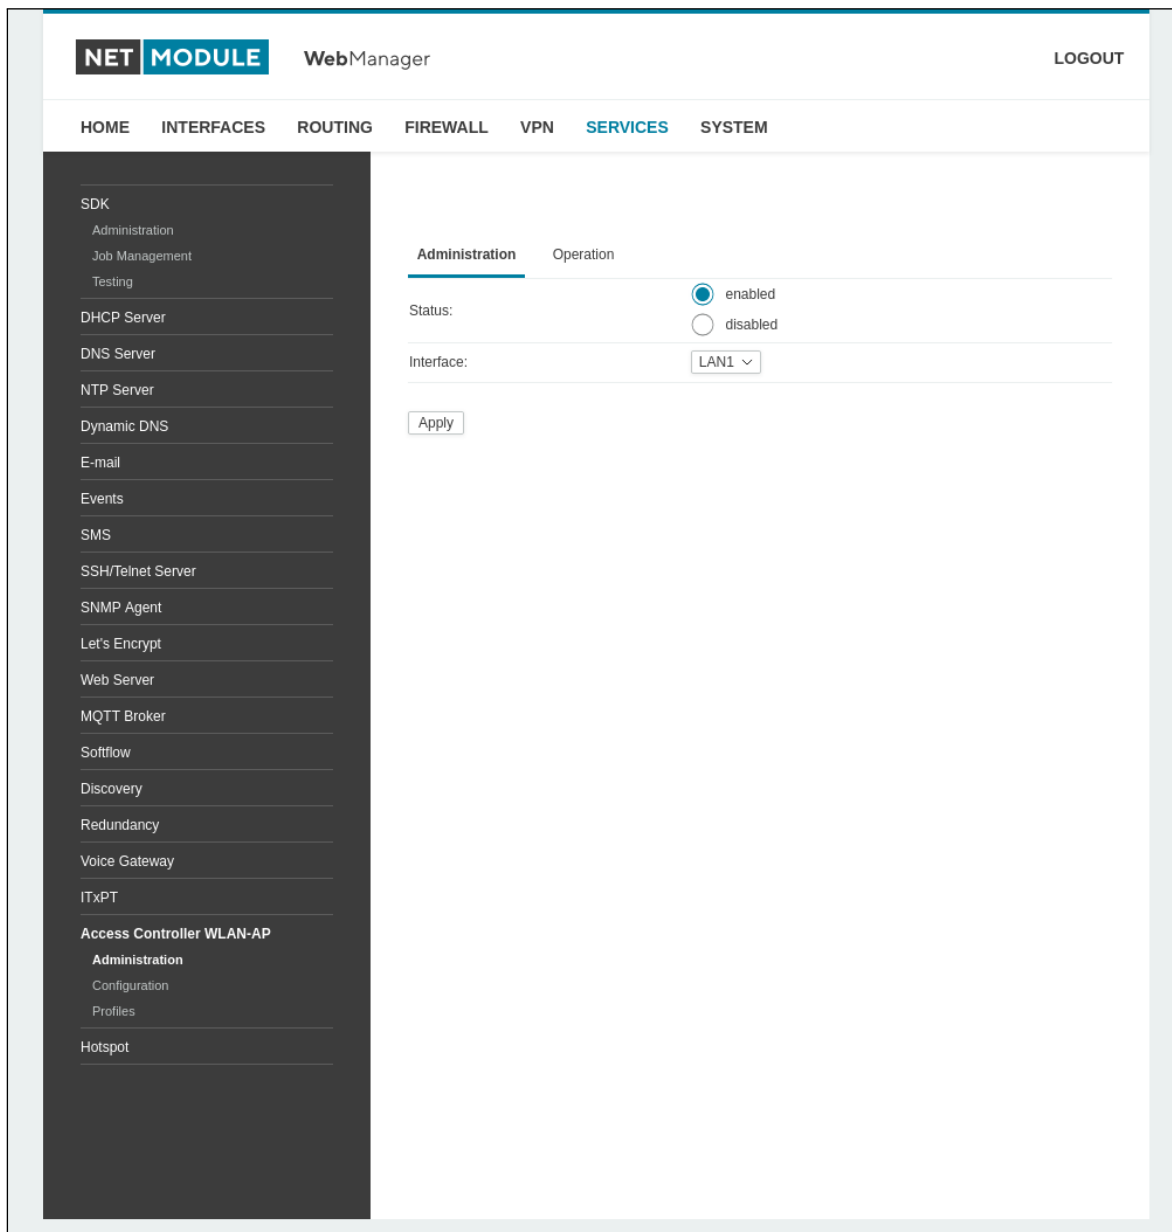 NET MODULE WebManager LOGOUT
HOME INTERFACES ROUTING FIREWALL VPN SERVICES SYSTEM
SDK
Administration
Job Management
Testing
DHCP Server
DNS Server
NTP Server
Dynamic DNS
E-mail
Events
SMS
SSH/Telnet Server
SNMP Agent
Let's Encrypt
Web Server
MQTT Broker
Softflow
Discovery
Redundancy
Voice Gateway
ITxPT
Access Controller WLAN-AP
Administration
Configuration
Profiles
Hotspot
Administration Operation
Status: enabled
disabled
Interface: LAN1
Apply